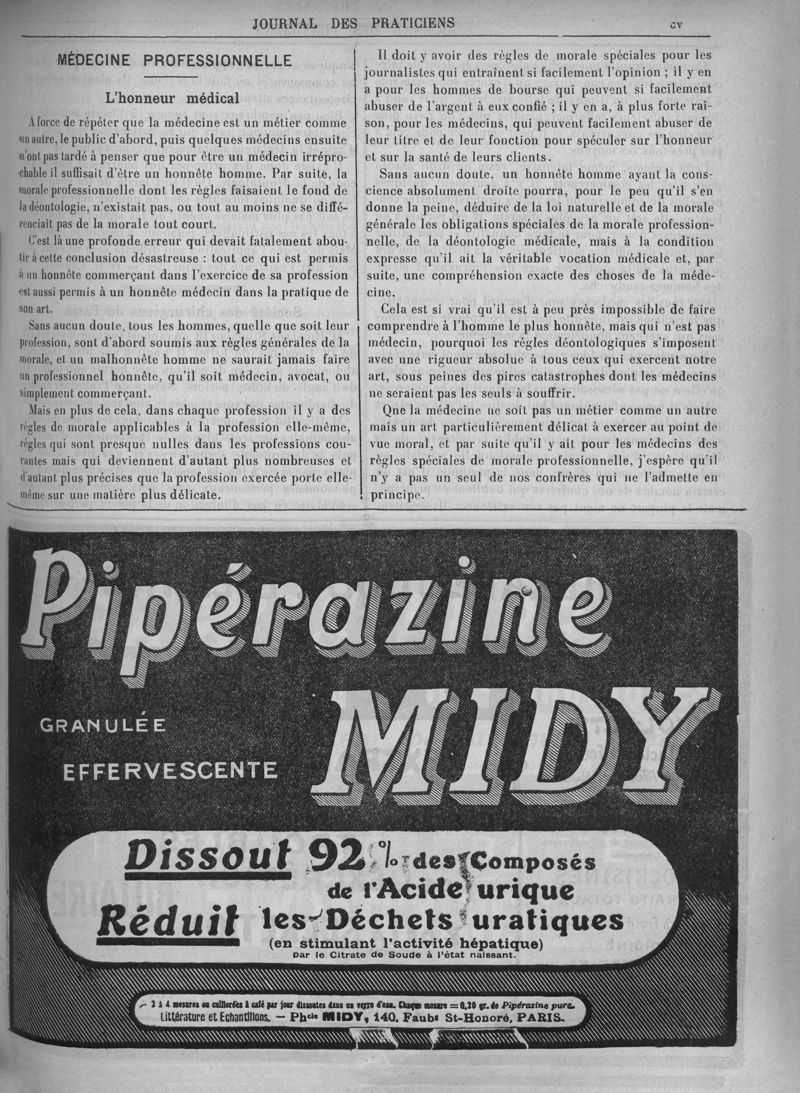 JOURNAL DES PRATICIENS
CV
MÉDECINE PROFESSIONNELLE
L'honneur médical
A force de répéter que la médecine est un métier comme
un autre, le public d'abord, puis quelques médecins ensuite
n'ont pas tardé à penser que pour être un médecin irrépro-
chable il suffisait d'être un honnête homme. Par suite, la
morale professionnelle dont les règles faisaient le fond de
la déontologie, n'existait pas, ou tout au moins ne se diffé-
renciait pas de la morale tout court.
C'est là une profonde erreur qui devait fatalement abou-
tir à cette conclusion désastreuse : tout ce qui est permis
à un honnête commerçant dans l'exercice de sa profession
est aussi permis à un honnête médecin dans la pratique de
son art.
Sans aucun doute, tous les hommes, quelle que soit leur
profession, sont d'abord soumis aux règles générales de la
morale, et un malhonnête homme ne saurait jamais faire
un professionnel honnête, qu'il soit médecin, avocat, ou
simplement commerçant.
Mais en plus de cela, dans chaque profession il y a des
règles de morale applicables à la profession elle-même,
règles qui sont presque nulles dans les professions cou-
rantes mais qui deviennent d'autant plus nombreuses et
d'autant plus précises que la profession exercée porte elle-
même sur une matière plus délicate.
Il doit y avoir des règles de morale spéciales pour les
journalistes qui entraînent si facilement l'opinion ; il y en
a pour les hommes de bourse qui peuvent si facilement
abuser de l'argent à eux confié ; il y en a, à plus forte rai-
son, pour les médecins, qui peuvent facilement abuser de
leur titre et de leur fonction pour spéculer sur l'honneur
et sur la santé de leurs clients.
Sans aucun doute, un honnête homme ayant la cons-
cience absolument droite pourra, pour le peu qu'il s'en
donne la peine, déduire de la loi naturelle et de la morale
générale les obligations spéciales de la morale profession-
nelle, de la déontologie médicale, mais à la condition
expresse qu'il ait la véritable vocation médicale et, par
suite, une compréhension exacte des choses de la méde-
cine.
Cela est si vrai qu'il est à peu près impossible de faire
comprendre à l'homme le plus honnête, mais qui n'est pas
médecin, pourquoi les règles déontologiques s'imposent
avec une rigueur absolue à tous ceux qui exercent notre
art, sous peines des pires catastrophes dont les médecins
ne seraient pas les seuls à souffrir.
Que la médecine ne soit pas un métier comme un autre
mais un art particulièrement délicat à exercer au point de
vue moral, et par suite qu'il y ait pour les médecins des
règles spéciales de morale professionnelle, j'espère qu'il
n'y a pas un seul de nos confrères qui ne l'admette en
principe.
Pipérazine
MIDY
GRANULÉE
EFFERVESCENTE
Dissout 92 % des Composés
de l'Acide urique
Réduit les Déchets uratiques
(en stimulant l'activité hépatique)
par le Citrate de Soude à l'état naissant.
2 à 4 mesures ou cuillerées à café par jour dissoutes dans un verre d'eau. Chaque mesure = 0,20 gr. de Pipérazine pure.
Littérature et Echantillons. — Phcie MIDY, 140, Faubg St-Honoré, PARIS.